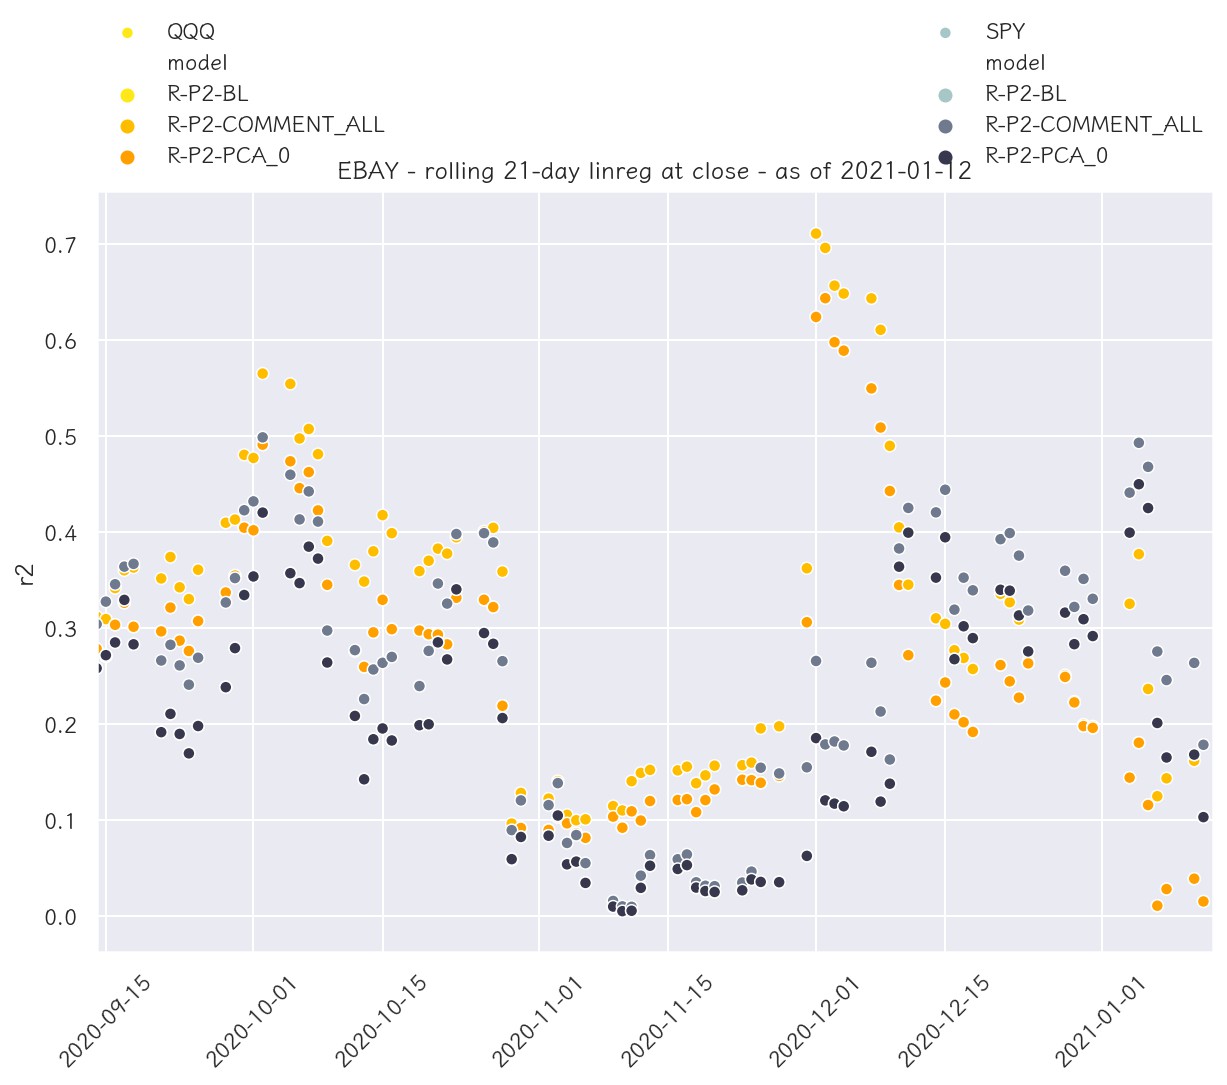 QQQ
model
R-P2-BL
R-P2-COMMENT_ALL
R-P2-PCA_0
SPY
model
R-P2-BL
R-P2-COMMENT_ALL
R-P2-PCA_0
EBAY - rolling 21-day linreg at close - as of 2021-01-12
r2
0.7
0.6
0.5
0.4
0.3
0.2
0.1
0.0
2020-09-15
2020-10-01
2020-10-15
2020-11-01
2020-11-15
2020-12-01
2020-12-15
2021-01-01